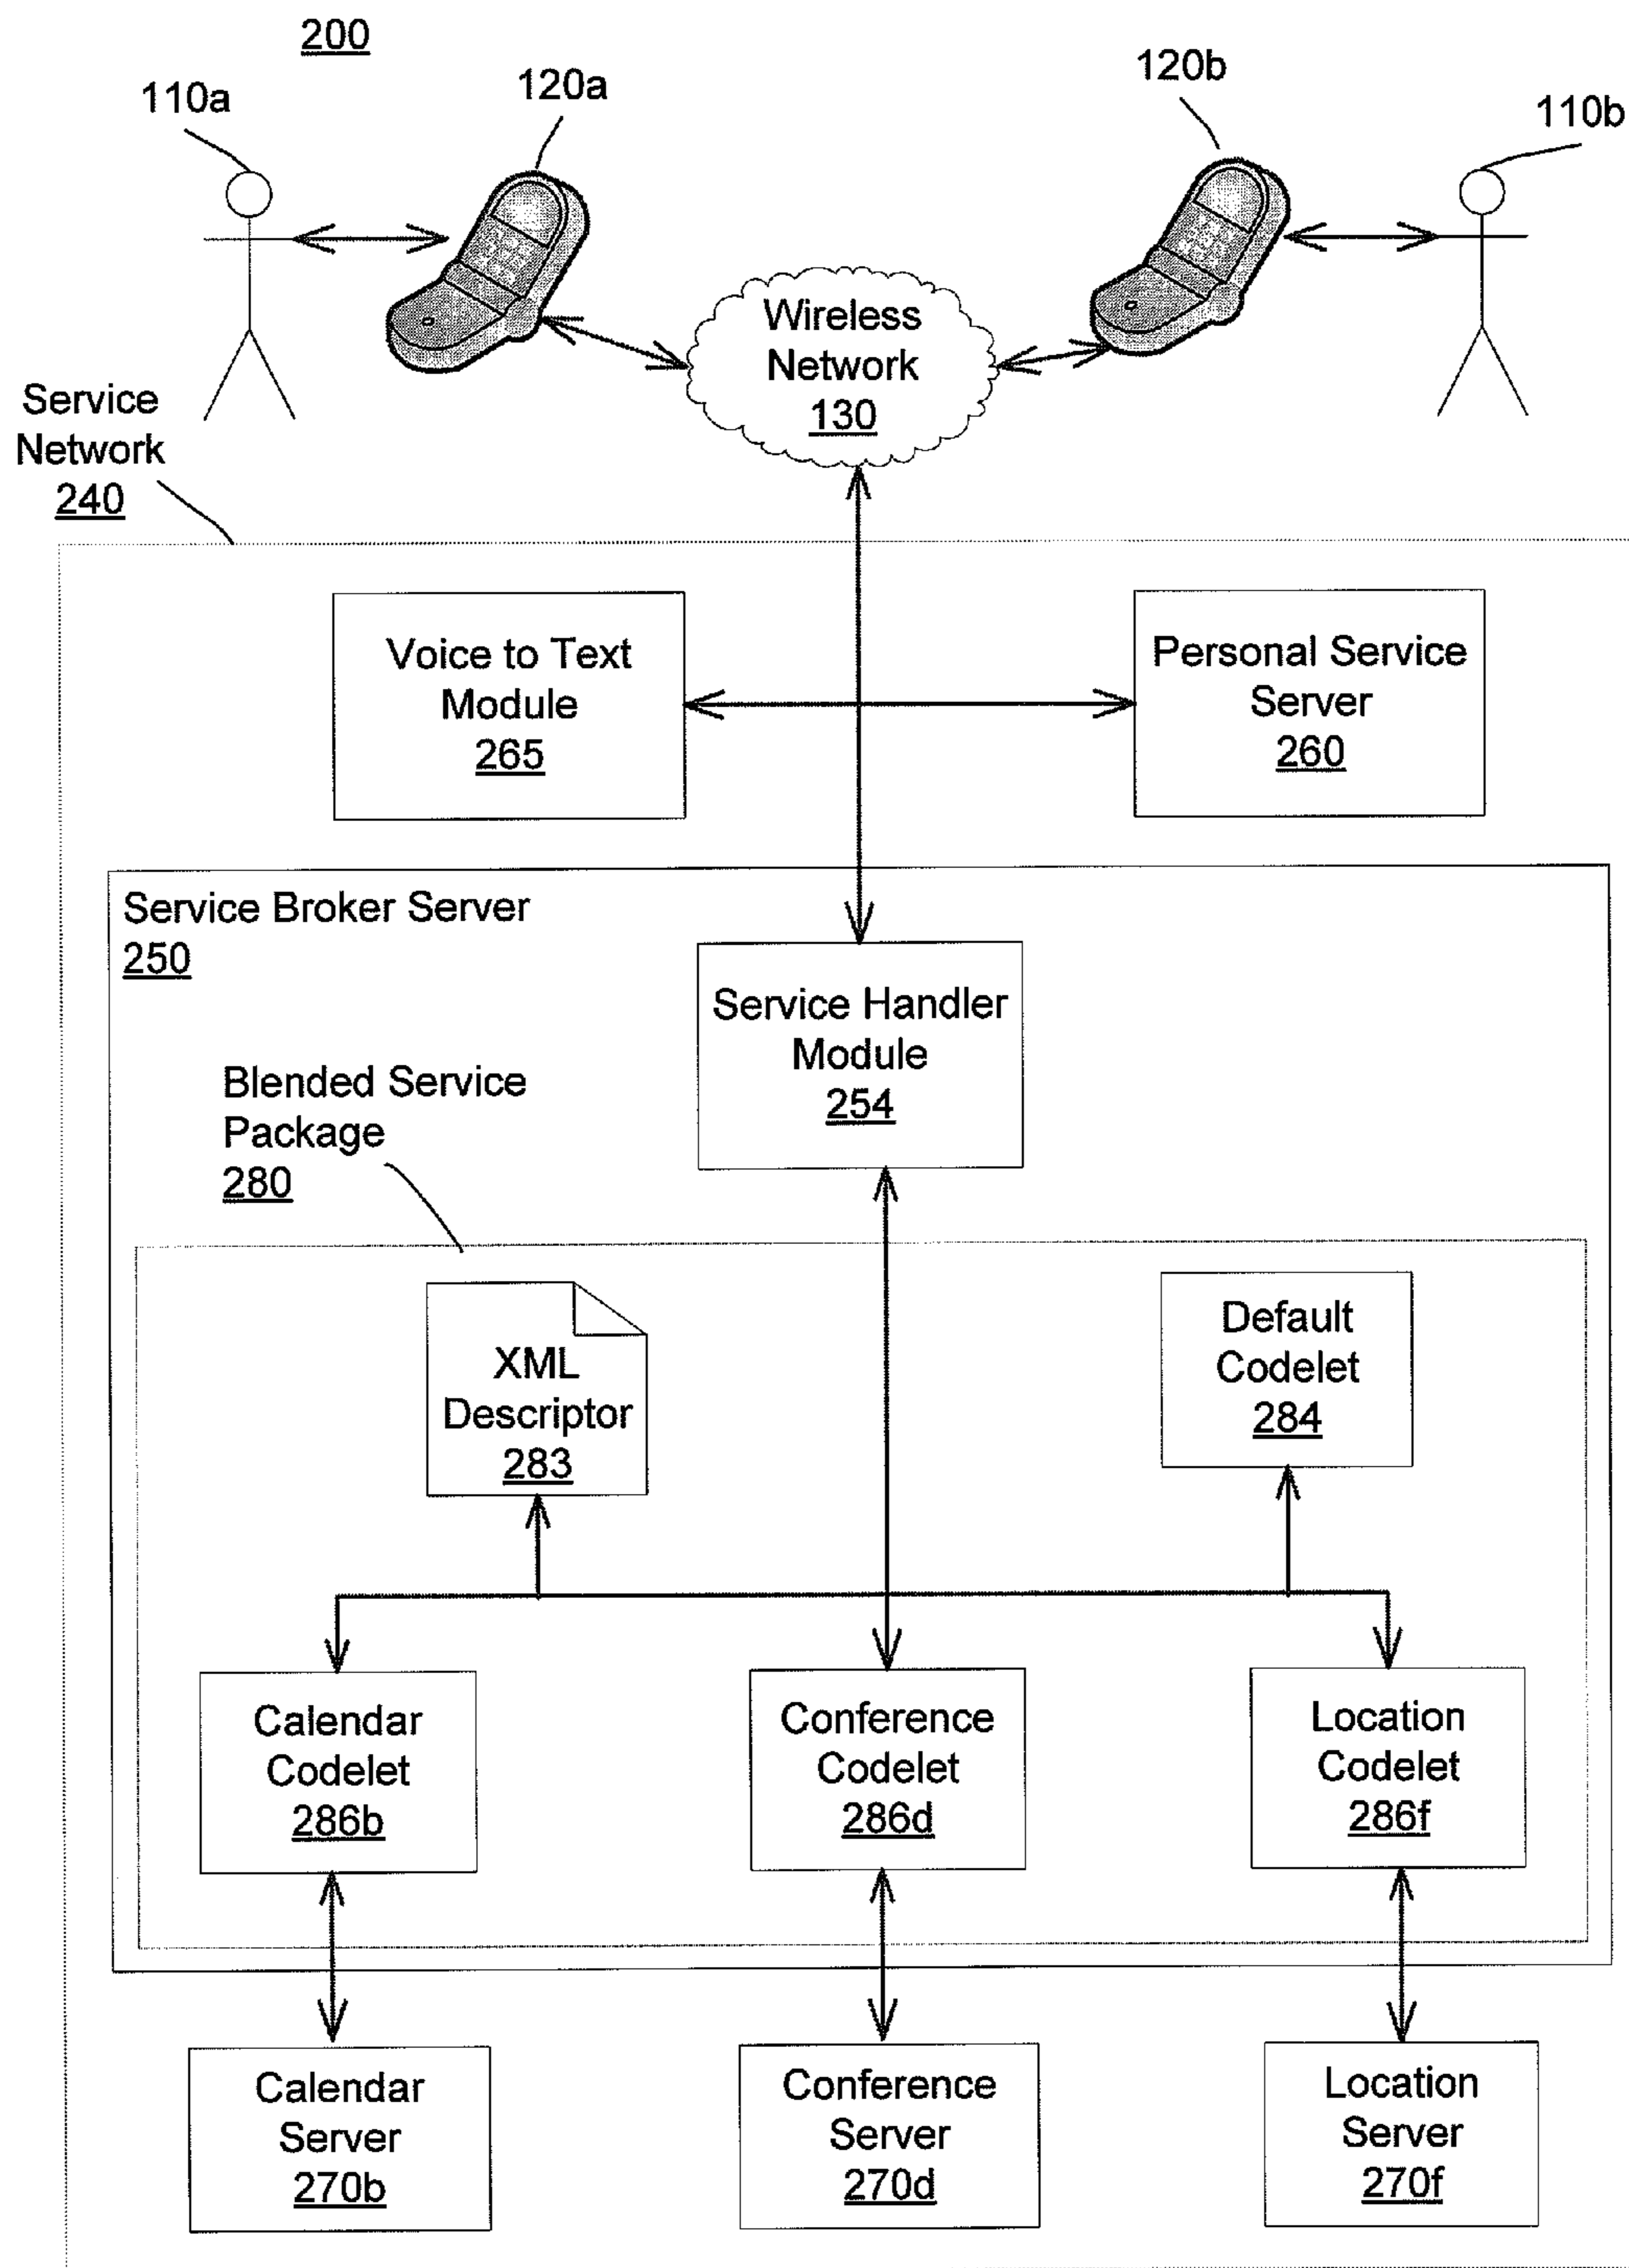 200
110a
120a
120b
110b
Wireless
Network
130
Service
Network
240
Voice to Text
Module
265
Personal Service
Server
260
Service Broker Server
250
Service Handler
Module
254
Blended Service
Package
280
XML
Descriptor
283
Default
Codelet
284
Calendar
Codelet
286b
Conference
Codelet
286d
Location
Codelet
286f
Calendar
Server
270b
Conference
Server
270d
Location
Server
270f